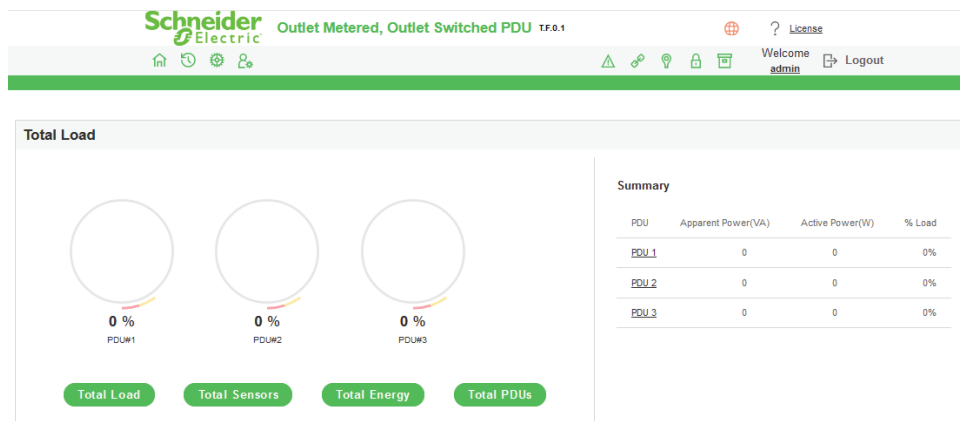 Schneider Electric Outlet Metered, Outlet Switched PDU T.F.0.1 ? License
Welcome admin Logout
Total Load
Summary
PDU Apparent Power(VA) Active Power(W) % Load
PDU 1 0 0 0%
PDU 2 0 0 0%
PDU 3 0 0 0%
0 % 0 % 0 %
PDU#1 PDU#2 PDU#3
Total Load Total Sensors Total Energy Total PDUs